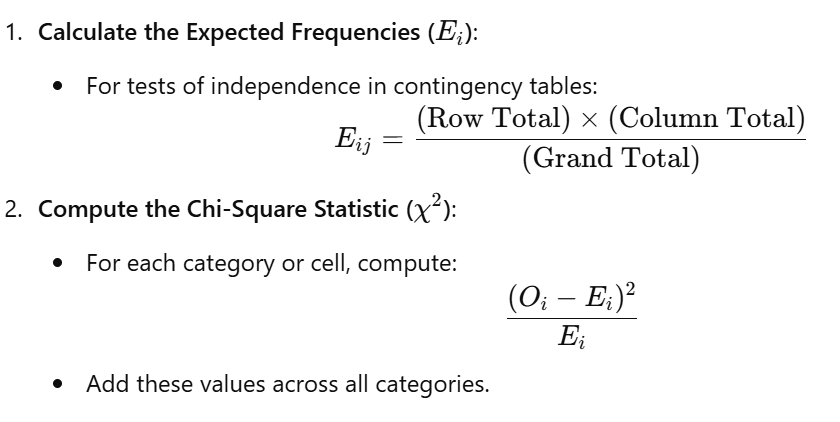 1. Calculate the Expected Frequencies (Eᵢ):
• For tests of independence in contingency tables:
Eᵢⱼ = (Row Total) × (Column Total) / (Grand Total)
2. Compute the Chi-Square Statistic (χ²):
• For each category or cell, compute:
(Oᵢ − Eᵢ)² / Eᵢ
• Add these values across all categories.